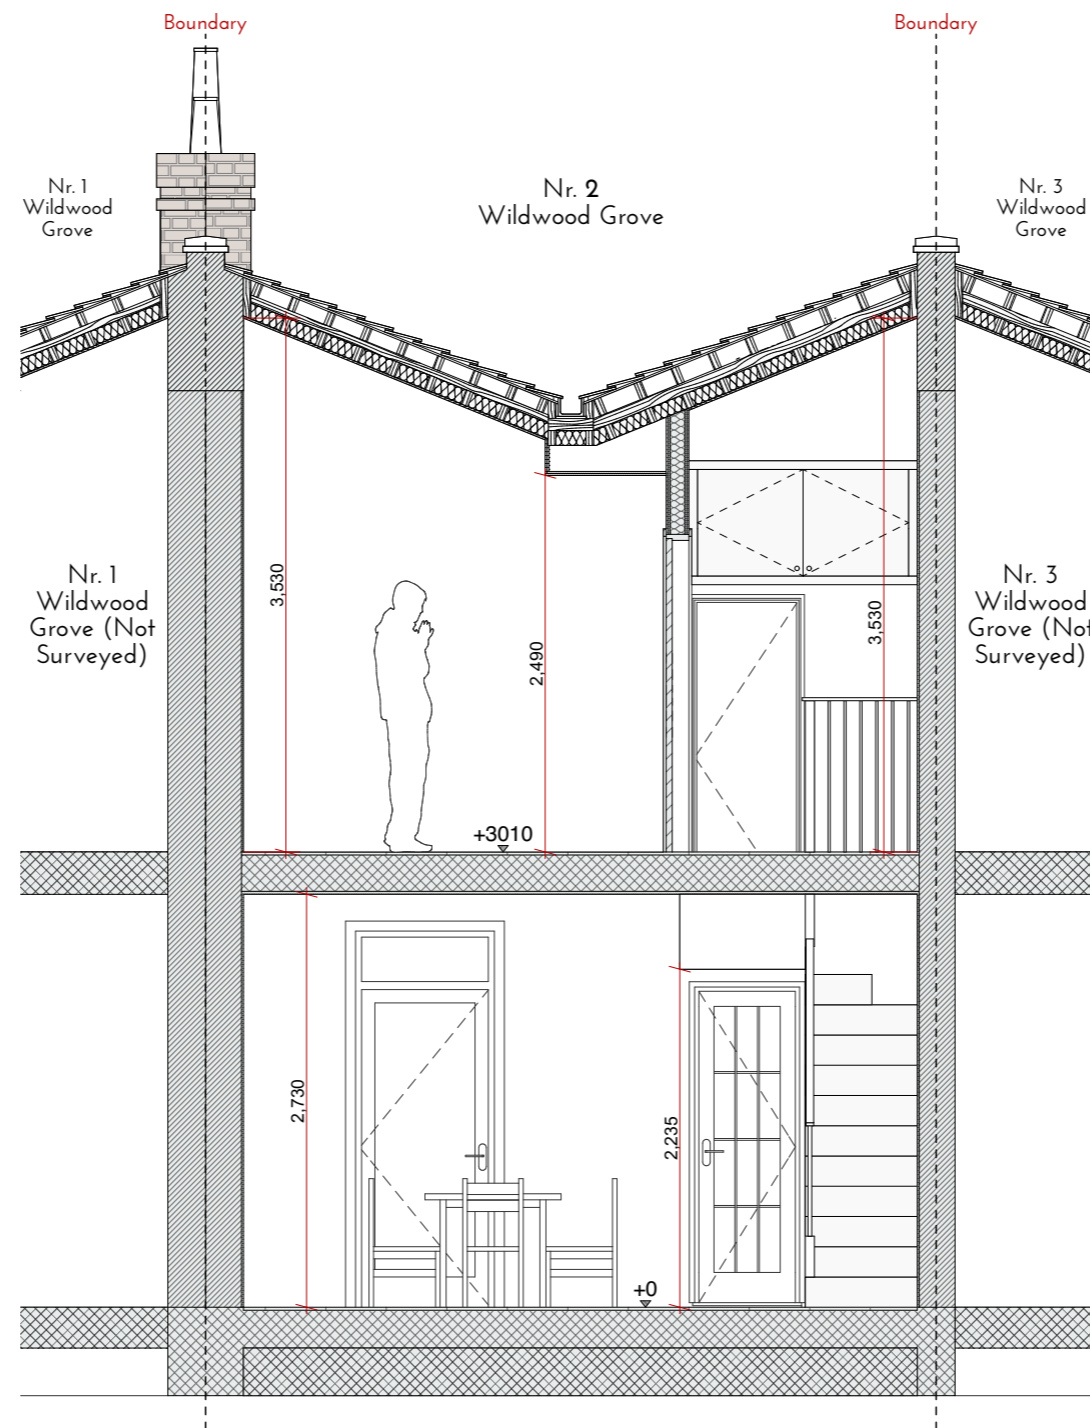 Boundary
Boundary
Nr. 1
Wildwood
Grove
Nr. 2
Wildwood Grove
Nr. 3
Wildwood
Grove
Nr. 1
Wildwood
Grove (Not
Surveyed)
3,530
2,490
3,530
Nr. 3
Wildwood
Grove (Not
Surveyed)
+3010
2,730
2,235
+0